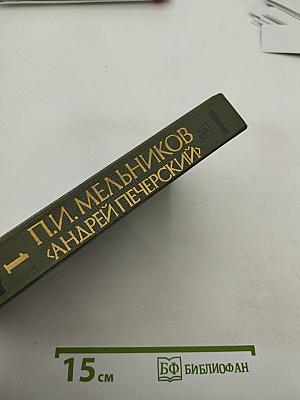 П.И. МЕЛЬНИКОВ
‹АНДРЕЙ ПЕЧЕРСКИЙ›
1
15 см
БФ БИБЛИОФАН